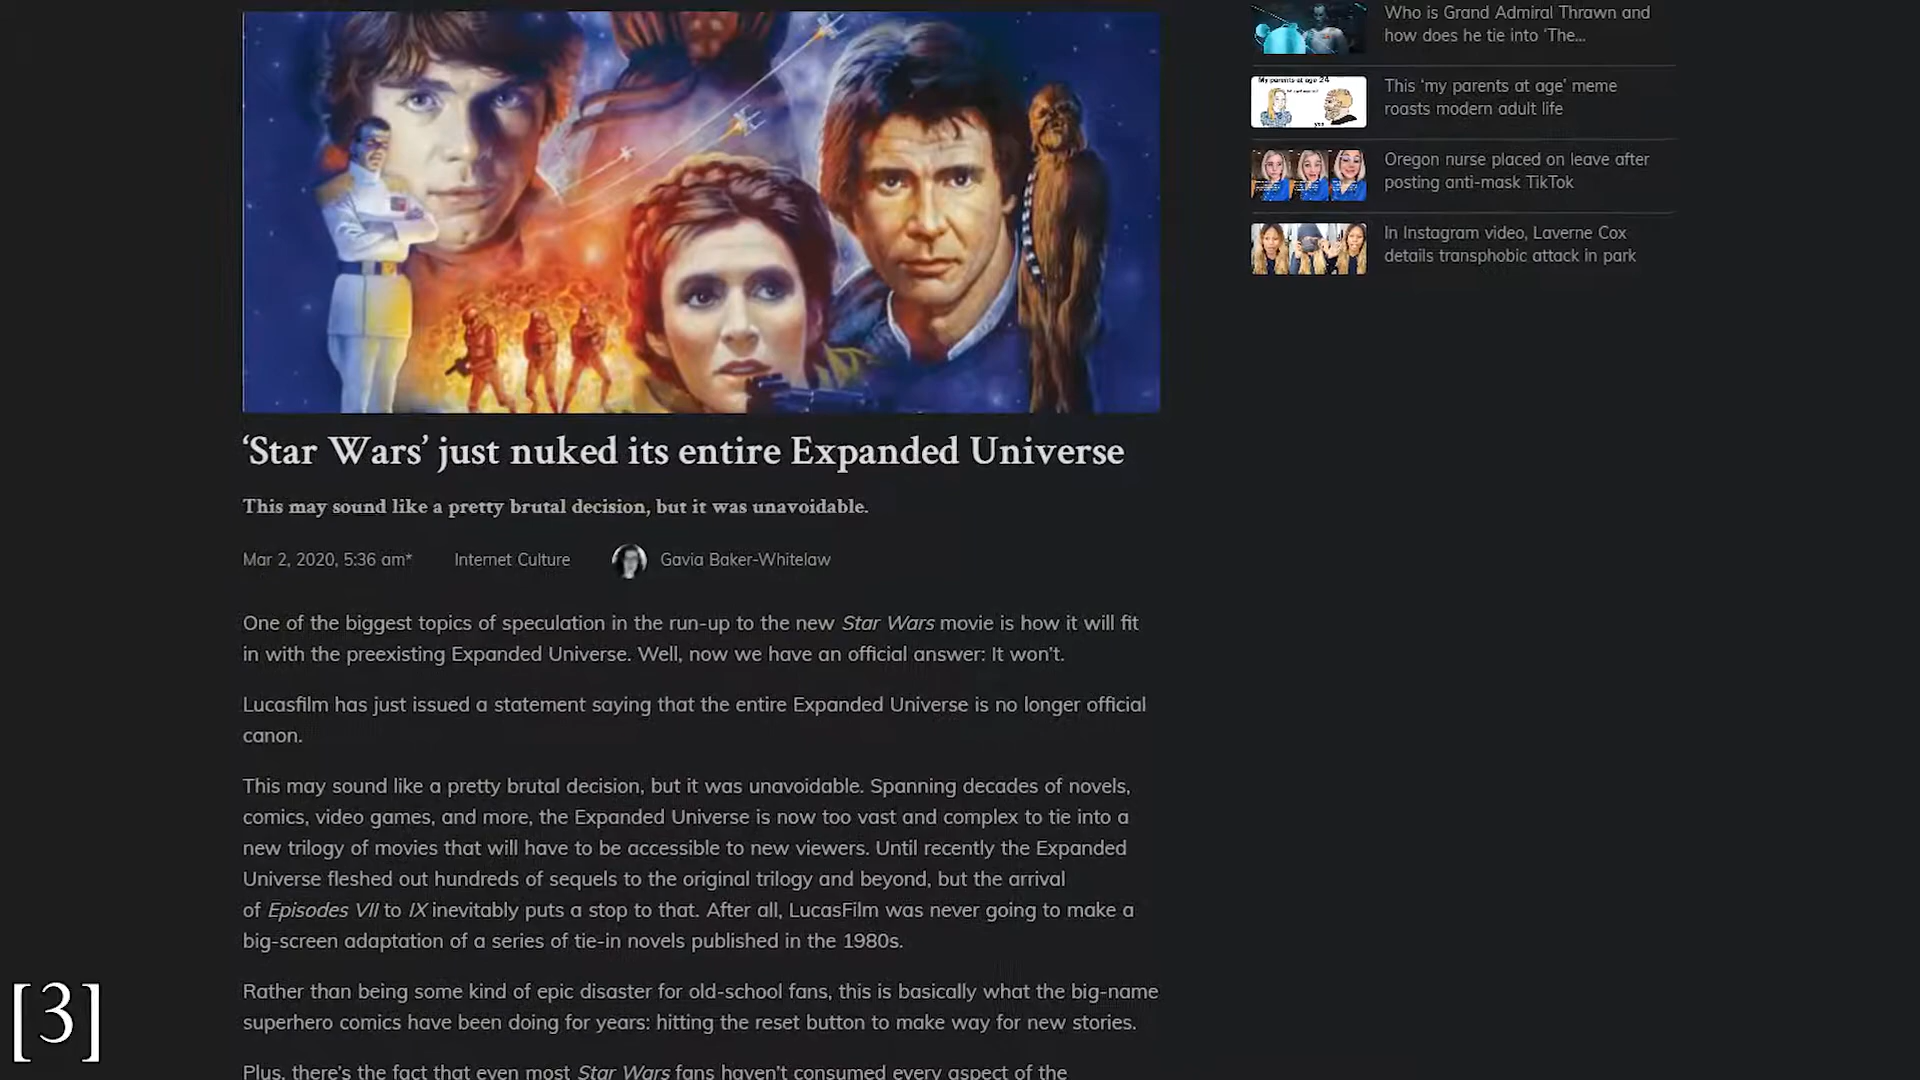 Who is Grand Admiral Thrawn and
how does he tie into ‘The...
My parents at age 24
This ‘my parents at age’ meme
roasts modern adult life
Oregon nurse placed on leave after
posting anti-mask TikTok
In Instagram video, Laverne Cox
details transphobic attack in park
‘Star Wars’ just nuked its entire Expanded Universe
This may sound like a pretty brutal decision, but it was unavoidable.
Mar 2, 2020, 5:36 am* Internet Culture Gavia Baker-Whitelaw
One of the biggest topics of speculation in the run-up to the new Star Wars movie is how it will fit
in with the preexisting Expanded Universe. Well, now we have an official answer: It won’t.
Lucasfilm has just issued a statement saying that the entire Expanded Universe is no longer official
canon.
This may sound like a pretty brutal decision, but it was unavoidable. Spanning decades of novels,
comics, video games, and more, the Expanded Universe is now too vast and complex to tie into a
new trilogy of movies that will have to be accessible to new viewers. Until recently the Expanded
Universe fleshed out hundreds of sequels to the original trilogy and beyond, but the arrival
of Episodes VII to IX inevitably puts a stop to that. After all, LucasFilm was never going to make a
big-screen adaptation of a series of tie-in novels published in the 1980s.
Rather than being some kind of epic disaster for old-school fans, this is basically what the big-name
superhero comics have been doing for years: hitting the reset button to make way for new stories.
Plus, there’s the fact that even most Star Wars fans haven’t consumed every aspect of the
[3]